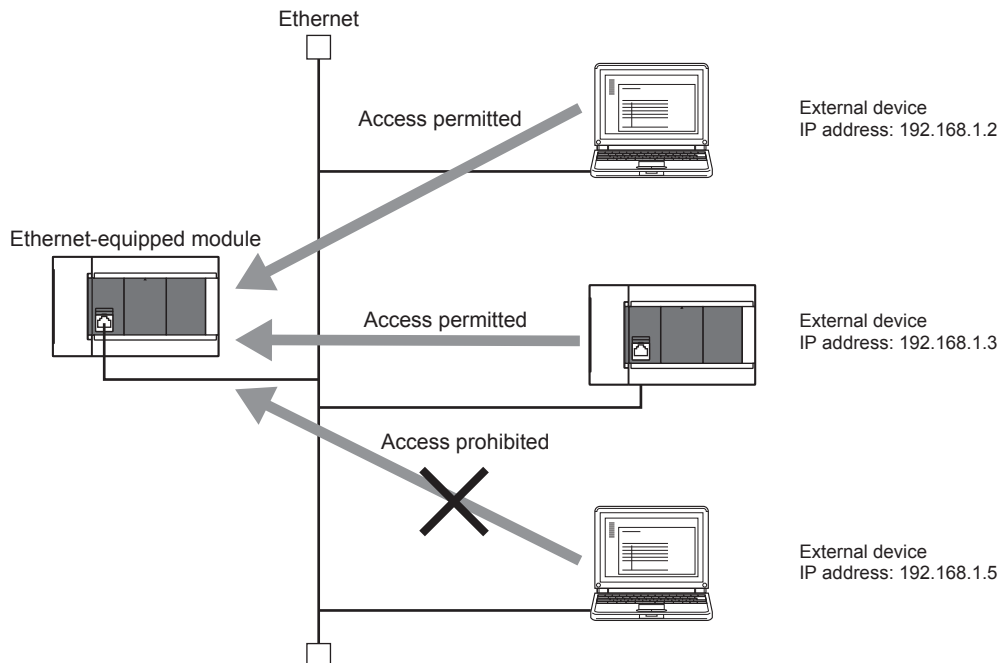 Ethernet
Access permitted
External device
IP address: 192.168.1.2
Ethernet-equipped module
Access permitted
External device
IP address: 192.168.1.3
Access prohibited
External device
IP address: 192.168.1.5